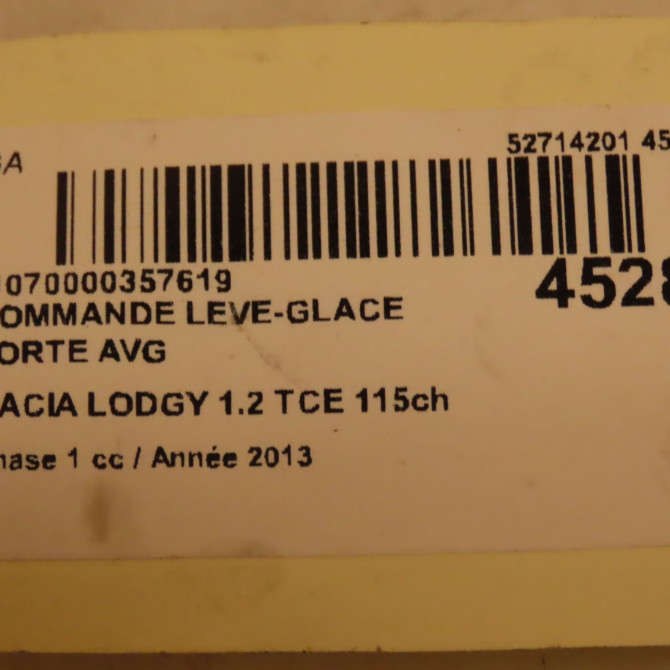 52714201 45
070000357619
4528
OMMANDE LEVE-GLACE
ORTE AVG
ACIA LODGY 1.2 TCE 115ch
hase 1 cc / Année 2013